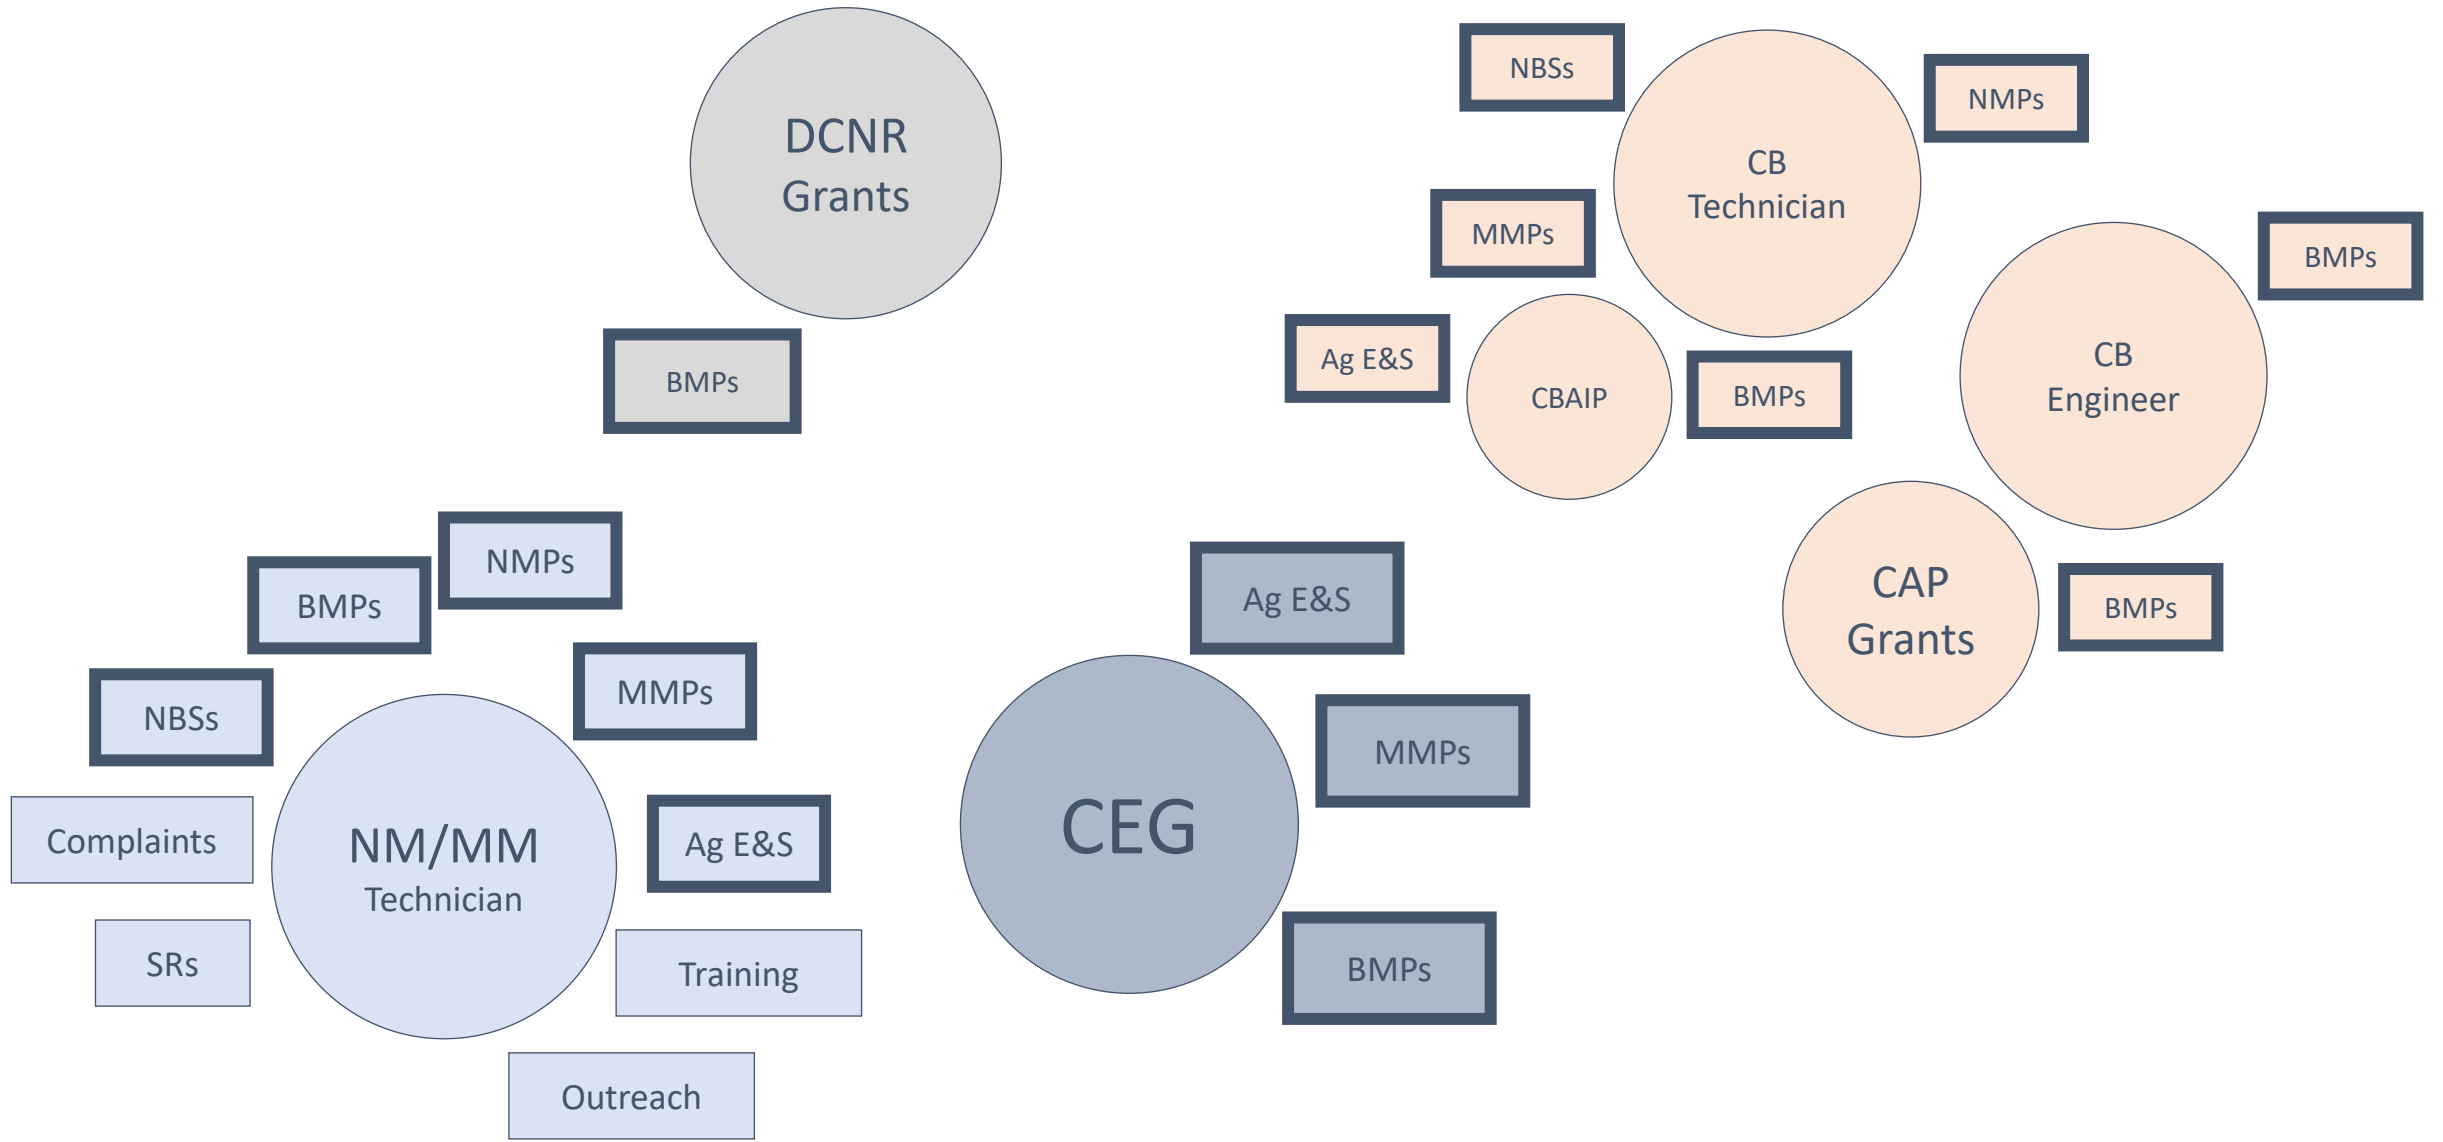 DCNR
Grants
BMPs
NBSs
CB
Technician
NMPs
MMPs
Ag E&S
CBAIP
BMPs
BMPs
CB
Engineer
CAP
Grants
BMPs
NMPs
BMPs
MMPs
NBSs
Complaints
NM/MM
Technician
Ag E&S
SRs
Training
Outreach
Ag E&S
MMPs
CEG
BMPs